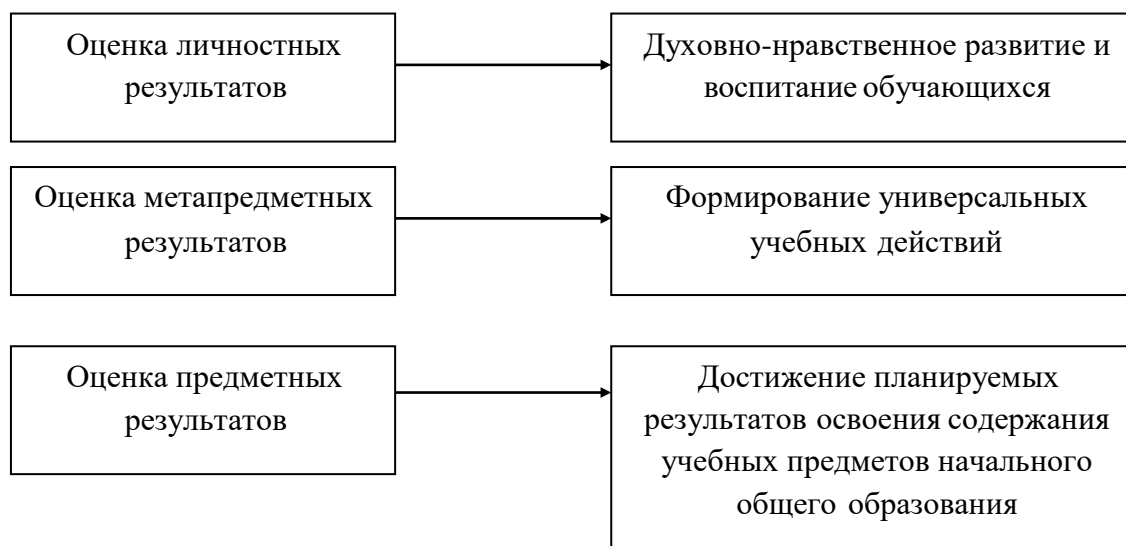 Оценка личностных
результатов
Духовно-нравственное развитие и
воспитание обучающихся
Оценка метапредметных
результатов
Формирование универсальных
учебных действий
Оценка предметных
результатов
Достижение планируемых
результатов освоения содержания
учебных предметов начального
общего образования